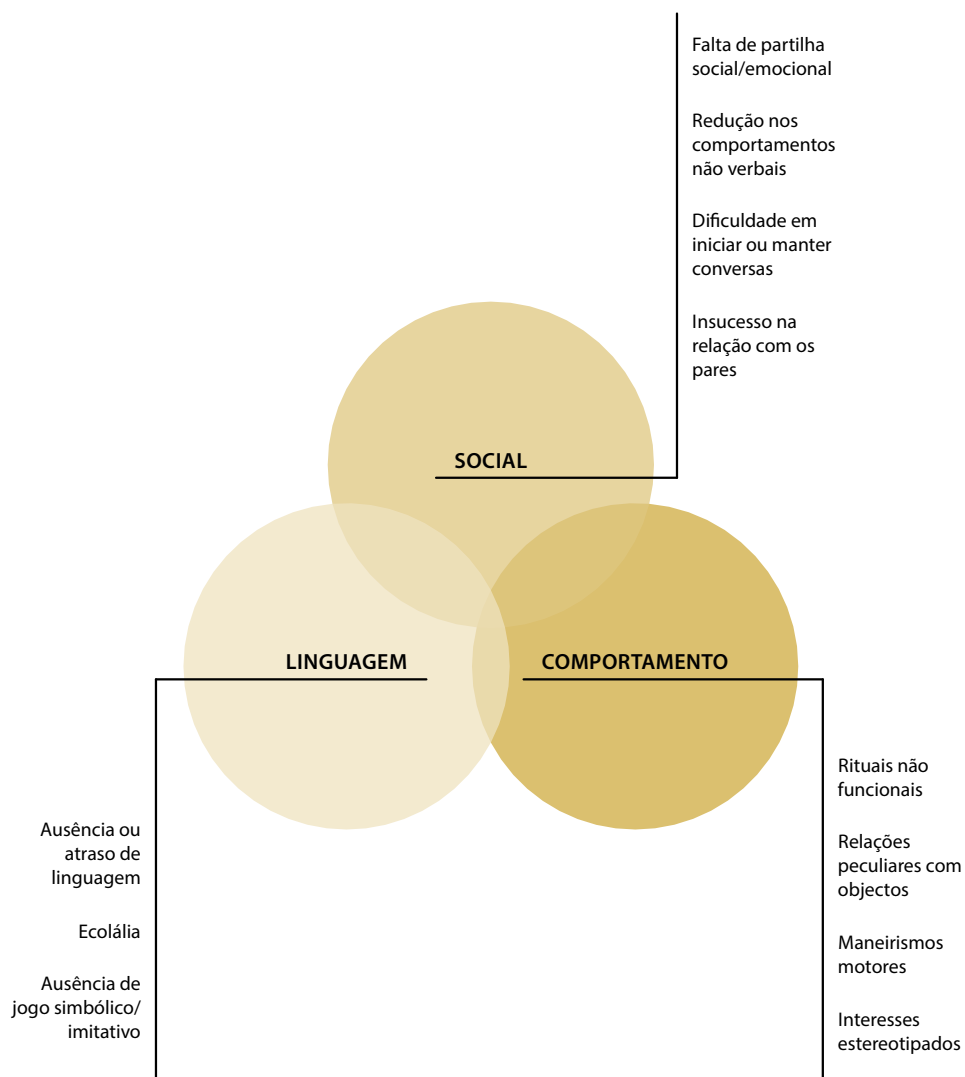 Falta de partilha
social/emocional
Redução nos
comportamentos
não verbais
Dificuldade em
iniciar ou manter
conversas
Insucesso na
relação com os
pares
SOCIAL
LINGUAGEM
COMPORTAMENTO
Ausência ou
atraso de
linguagem
Ecolália
Ausência de
jogo simbólico/
imitativo
Rituais não
funcionais
Relações
peculiares com
objectos
Maneirismos
motores
Interesses
estereotipados